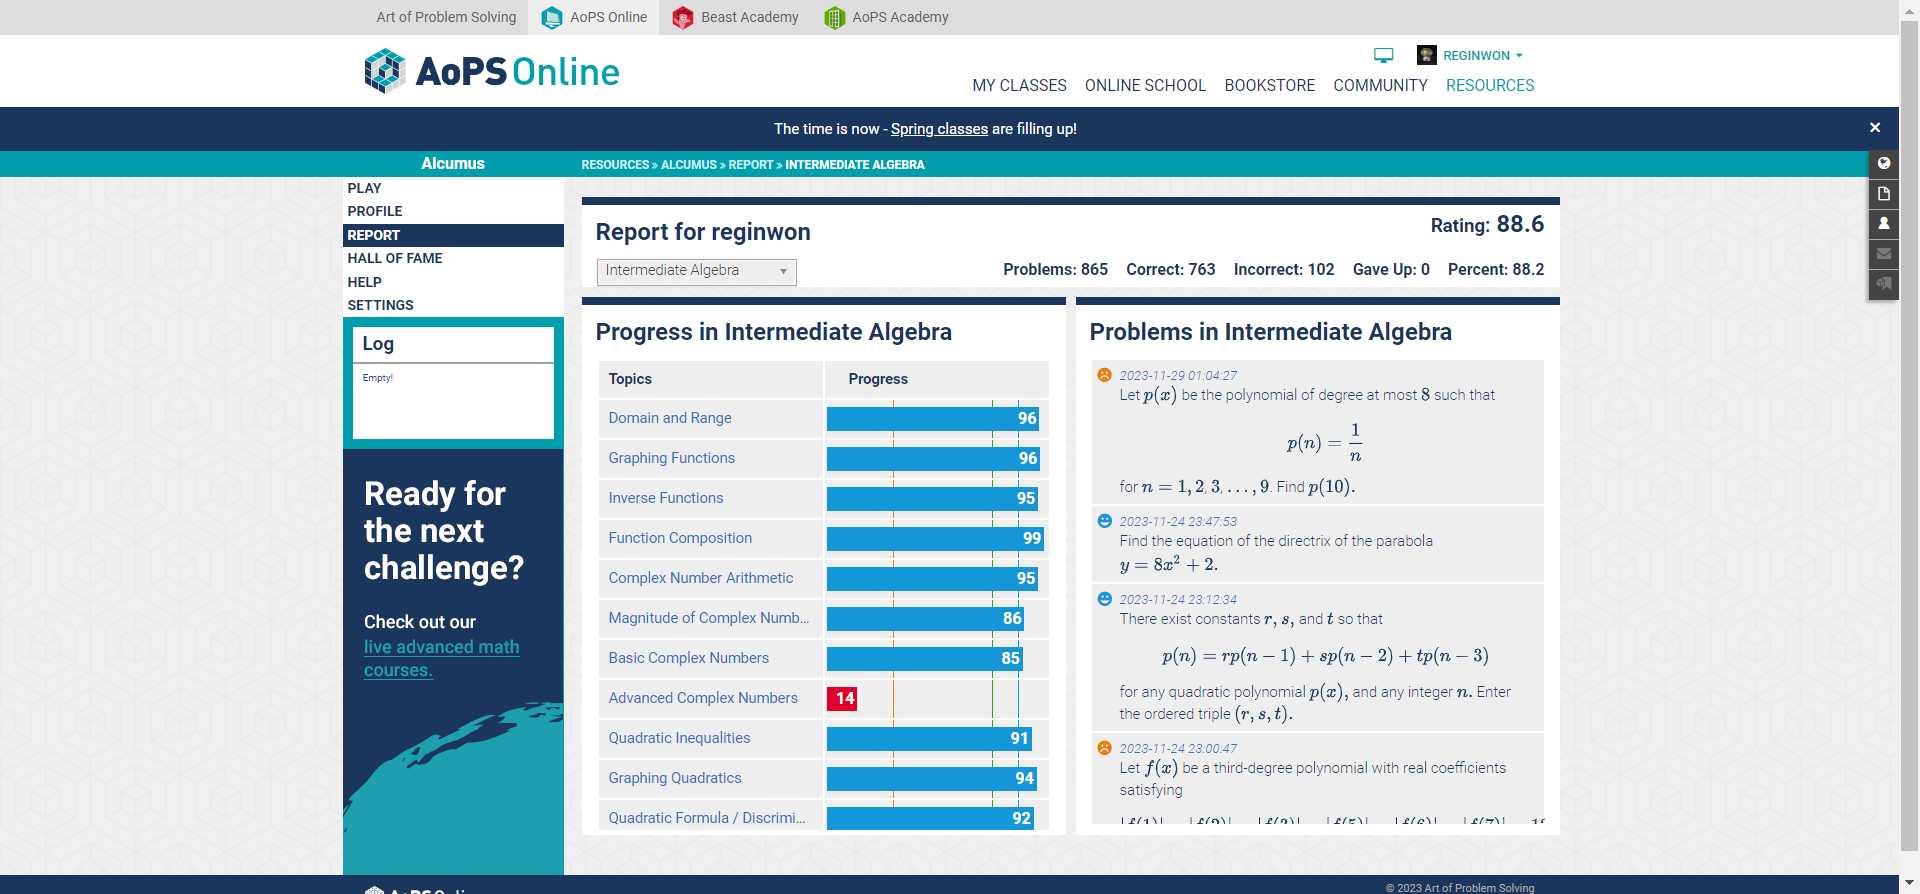 Art of Problem Solving AoPS Online Beast Academy AoPS Academy
AoPS Online
REGINWON
MY CLASSES ONLINE SCHOOL BOOKSTORE COMMUNITY RESOURCES
The time is now - Spring classes are filling up! ×
Alcumus
RESOURCES » ALCUMUS » REPORT » INTERMEDIATE ALGEBRA
PLAY
PROFILE
REPORT
HALL OF FAME
HELP
SETTINGS
Log
Empty!
Ready for
the next
challenge?
Check out our
live advanced math
courses.
Report for reginwon
Rating: 88.6
Intermediate Algebra
Problems: 865 Correct: 763 Incorrect: 102 Gave Up: 0 Percent: 88.2
Progress in Intermediate Algebra
Topics Progress
Domain and Range 96
Graphing Functions 96
Inverse Functions 95
Function Composition 99
Complex Number Arithmetic 95
Magnitude of Complex Numb... 86
Basic Complex Numbers 85
Advanced Complex Numbers 14
Quadratic Inequalities 91
Graphing Quadratics 94
Quadratic Formula / Discrimi... 92
Problems in Intermediate Algebra
2023-11-29 01:04:27
Let p(x) be the polynomial of degree at most 8 such that
p(n) = 1/n
for n = 1, 2, 3, . . . , 9. Find p(10).
2023-11-24 23:47:53
Find the equation of the directrix of the parabola
y = 8x² + 2.
2023-11-24 23:12:34
There exist constants r, s, and t so that
p(n) = rp(n − 1) + sp(n − 2) + tp(n − 3)
for any quadratic polynomial p(x), and any integer n. Enter
the ordered triple (r, s, t).
2023-11-24 23:00:47
Let f(x) be a third-degree polynomial with real coefficients
satisfying
© 2023 Art of Problem Solving